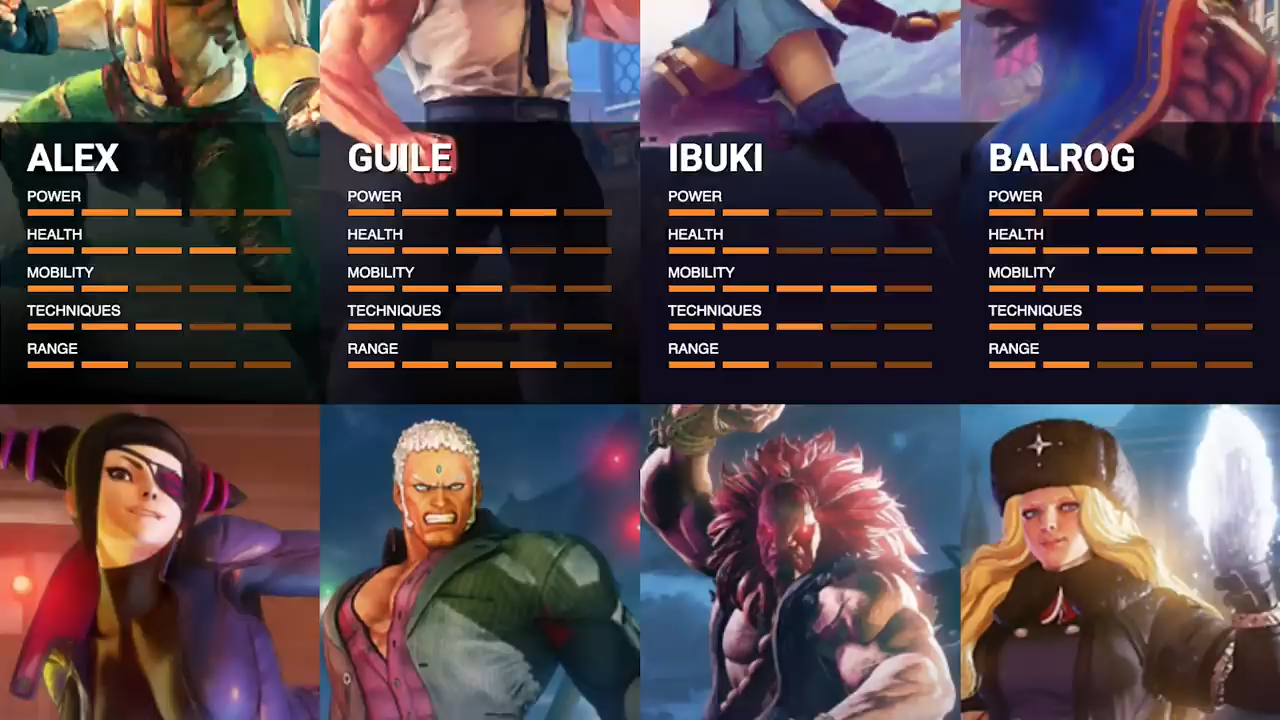 ALEX
POWER
HEALTH
MOBILITY
TECHNIQUES
RANGE
GUILE
POWER
HEALTH
MOBILITY
TECHNIQUES
RANGE
IBUKI
POWER
HEALTH
MOBILITY
TECHNIQUES
RANGE
BALROG
POWER
HEALTH
MOBILITY
TECHNIQUES
RANGE